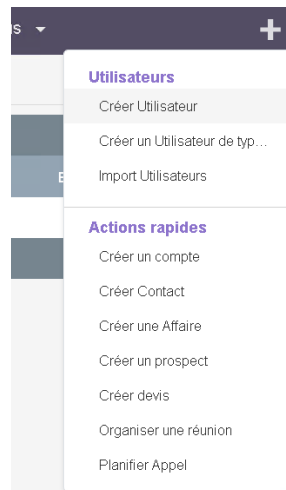 Utilisateurs
Créer Utilisateur
Créer un Utilisateur de typ...
Import Utilisateurs
Actions rapides
Créer un compte
Créer Contact
Créer une Affaire
Créer un prospect
Créer devis
Organiser une réunion
Planifier Appel